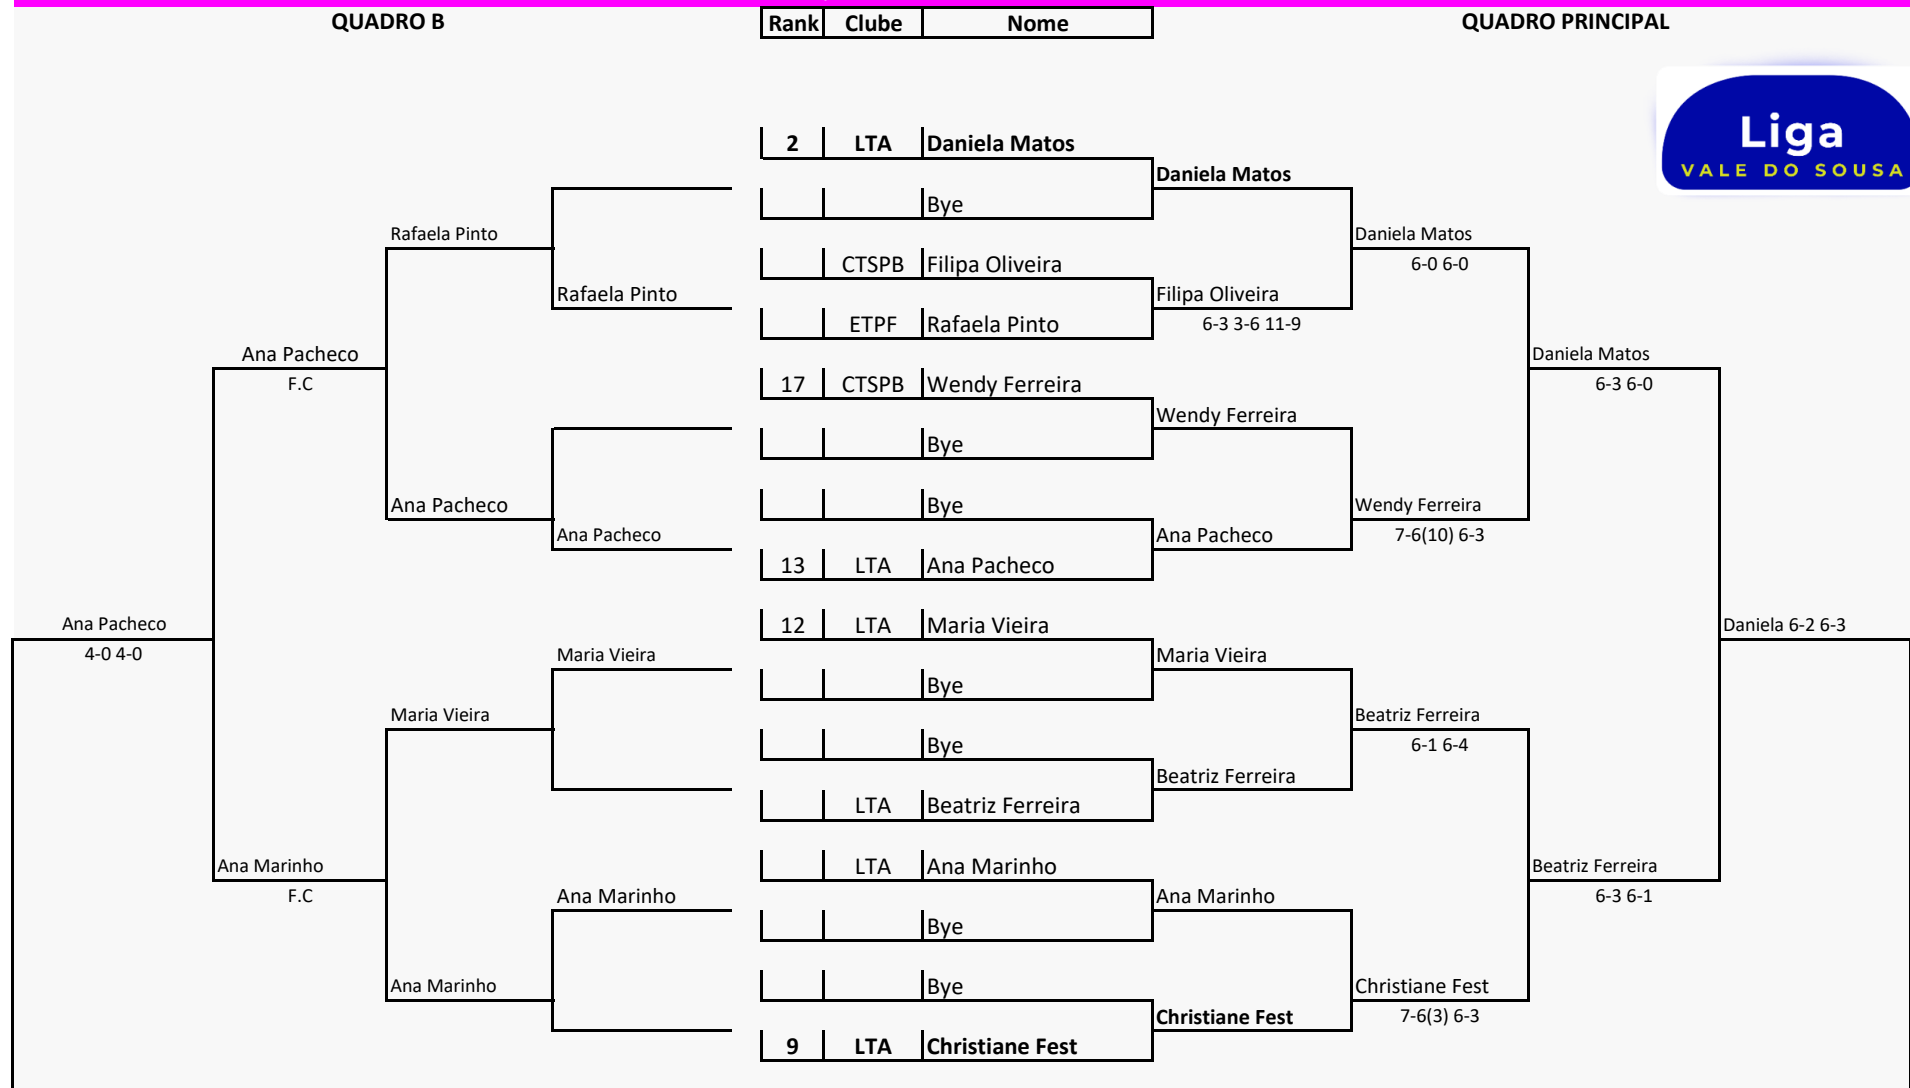 QUADRO B
Rank Clube Nome
QUADRO PRINCIPAL
Liga
VALE DO SOUSA
2 LTA Daniela Matos
Daniela Matos
Bye
Rafaela Pinto
Daniela Matos
CTSPB Filipa Oliveira
6-0 6-0
Rafaela Pinto
Filipa Oliveira
ETPF Rafaela Pinto
6-3 3-6 11-9
Ana Pacheco
Daniela Matos
F.C
17 CTSPB Wendy Ferreira
6-3 6-0
Wendy Ferreira
Bye
Ana Pacheco
Bye
Wendy Ferreira
Ana Pacheco
Ana Pacheco
7-6(10) 6-3
13 LTA Ana Pacheco
Ana Pacheco
12 LTA Maria Vieira
Daniela 6-2 6-3
4-0 4-0
Maria Vieira
Maria Vieira
Bye
Maria Vieira
Beatriz Ferreira
Bye
6-1 6-4
Beatriz Ferreira
LTA Beatriz Ferreira
Ana Marinho
LTA Ana Marinho
Beatriz Ferreira
F.C
Ana Marinho
Ana Marinho
6-3 6-1
Bye
Ana Marinho
Bye
Christiane Fest
Christiane Fest
7-6(3) 6-3
9 LTA Christiane Fest